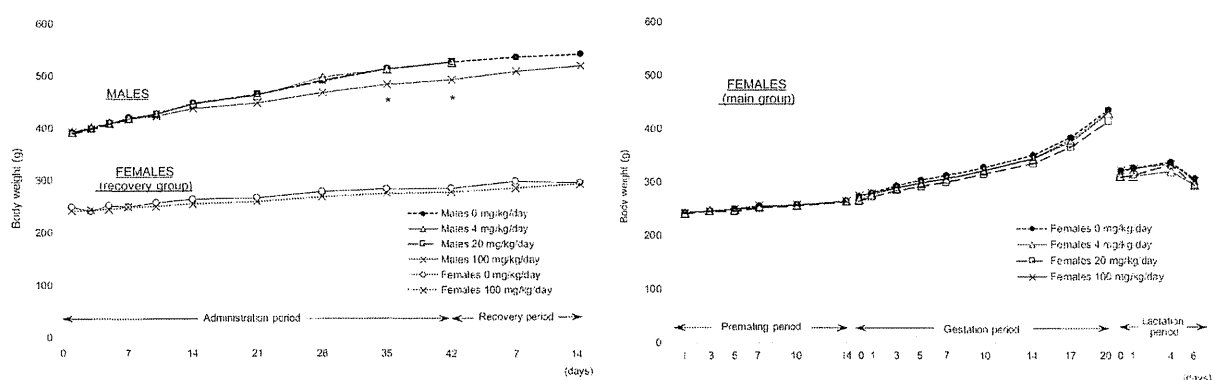 600
500
400
300
200
100
0
Body weight (g)
MALES
FEMALES
(recovery group)
* *
Males 0 mg/kg/day
Males 4 mg/kg/day
Males 20 mg/kg/day
Males 100 mg/kg/day
Females 0 mg/kg/day
Females 100 mg/kg/day
Administration period
Recovery period
0 7 14 21 28 35 42 7 14
(days)
600
500
400
300
200
100
0
Body weight (g)
FEMALES
(main group)
Females 0 mg/kg/day
Females 4 mg/kg/day
Females 20 mg/kg/day
Females 100 mg/kg/day
Premating period
Gestation period
Lactation
period
1 3 5 7 10 14 0 1 3 5 7 10 14 17 20 0 1 4 6
(days)